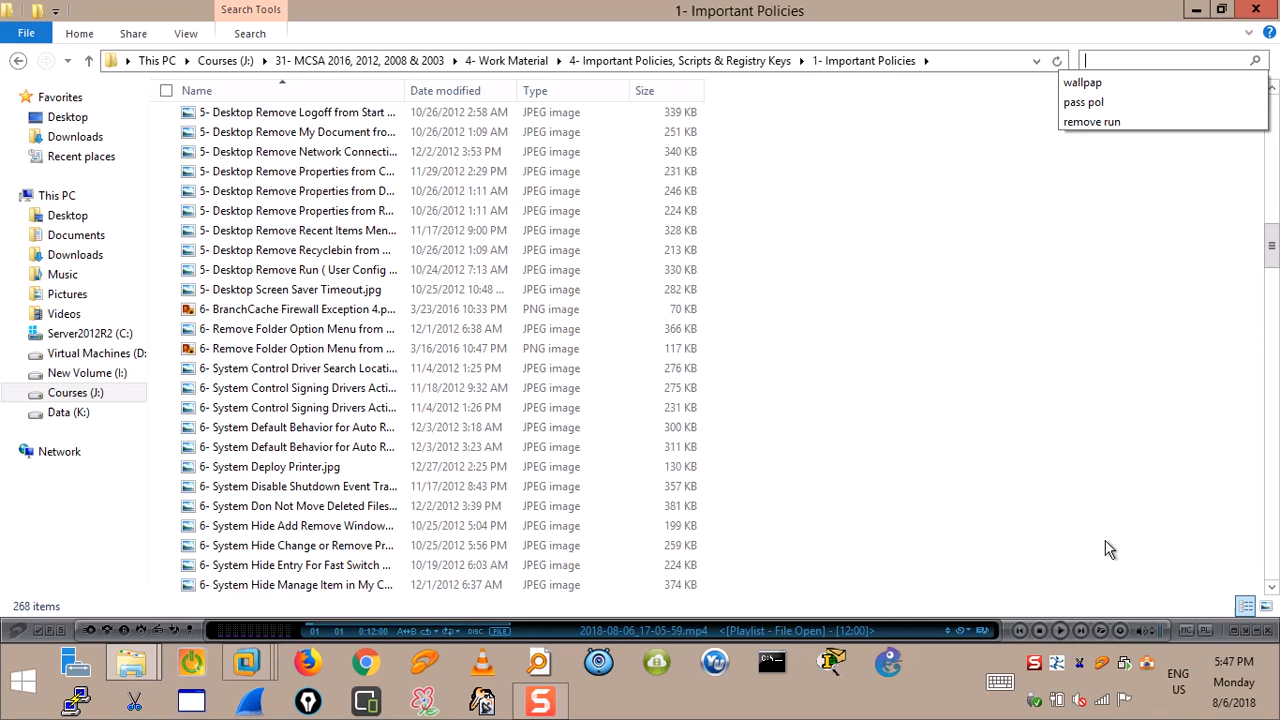 Search Tools
1- Important Policies
File
Home
Share
View
Search
This PC
Courses (J:)
31- MCSA 2016, 2012, 2008 & 2003
4- Work Material
4- Important Policies, Scripts & Registry Keys
1- Important Policies
wallpap
pass pol
remove run
Favorites
Desktop
Downloads
Recent places
This PC
Desktop
Documents
Downloads
Music
Pictures
Videos
Server2012R2 (C:)
Virtual Machines (D:
New Volume (I:)
Courses (J:)
Data (K:)
Network
Name Date modified Type Size
5- Desktop Remove Logoff from Start ... 10/26/2012 2:58 AM JPEG image 339 KB
5- Desktop Remove My Document fro... 10/26/2012 1:11 AM JPEG image 251 KB
5- Desktop Remove Network Connecti... 12/2/2012 3:53 PM JPEG image 340 KB
5- Desktop Remove Properties from C... 11/29/2012 2:29 PM JPEG image 231 KB
5- Desktop Remove Properties from D... 10/26/2012 1:11 AM JPEG image 246 KB
5- Desktop Remove Properties from R... 10/26/2012 1:11 AM JPEG image 224 KB
5- Desktop Remove Recent Items Men... 11/17/2012 9:00 PM JPEG image 328 KB
5- Desktop Remove Recyclebin from ... 10/26/2012 1:09 AM JPEG image 213 KB
5- Desktop Remove Run ( User Config ... 10/24/2012 7:13 AM JPEG image 330 KB
5- Desktop Screen Saver Timeout.jpg 10/25/2012 10:48 ... JPEG image 282 KB
6- BranchCache Firewall Exception 4.p... 3/23/2016 10:33 PM PNG image 70 KB
6- Remove Folder Option Menu from ... 12/1/2012 6:38 AM JPEG image 366 KB
6- Remove Folder Option Menu from ... 3/16/2016 10:47 PM PNG image 117 KB
6- System Control Driver Search Locati... 11/4/2012 1:25 PM JPEG image 276 KB
6- System Control Signing Drivers Acti... 11/18/2012 9:32 AM JPEG image 275 KB
6- System Control Signing Drivers Acti... 11/4/2012 1:26 PM JPEG image 231 KB
6- System Default Behavior for Auto R... 12/3/2012 3:18 AM JPEG image 300 KB
6- System Default Behavior for Auto R... 12/3/2012 3:23 AM JPEG image 311 KB
6- System Deploy Printer.jpg 12/27/2012 2:25 PM JPEG image 130 KB
6- System Disable Shutdown Event Tra... 11/17/2012 8:43 PM JPEG image 357 KB
6- System Don Not Move Deleted Files... 12/2/2012 3:39 PM JPEG image 381 KB
6- System Hide Add Remove Window... 10/25/2012 5:04 PM JPEG image 199 KB
6- System Hide Change or Remove Pr... 10/25/2012 5:56 PM JPEG image 259 KB
6- System Hide Entry For Fast Switch ... 10/19/2012 6:03 AM JPEG image 224 KB
6- System Hide Manage Item in My C... 12/1/2012 6:37 AM JPEG image 374 KB
268 items
01 01 0:12:00 A↔B DISC FILE 2018-08-06_17-05-59.mp4 <[Playlist - File Open] - [12:00]>
ENG
US
5:47 PM
Monday
8/6/2018